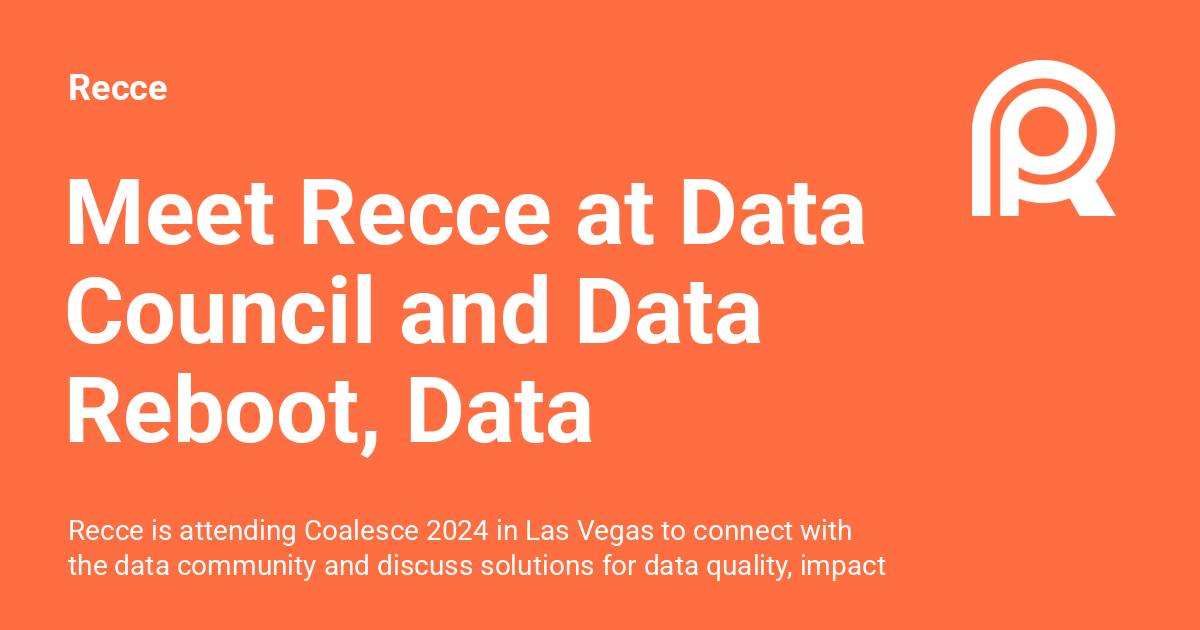 Recce
Meet Recce at Data
Council and Data
Reboot, Data
Recce is attending Coalesce 2024 in Las Vegas to connect with
the data community and discuss solutions for data quality, impact